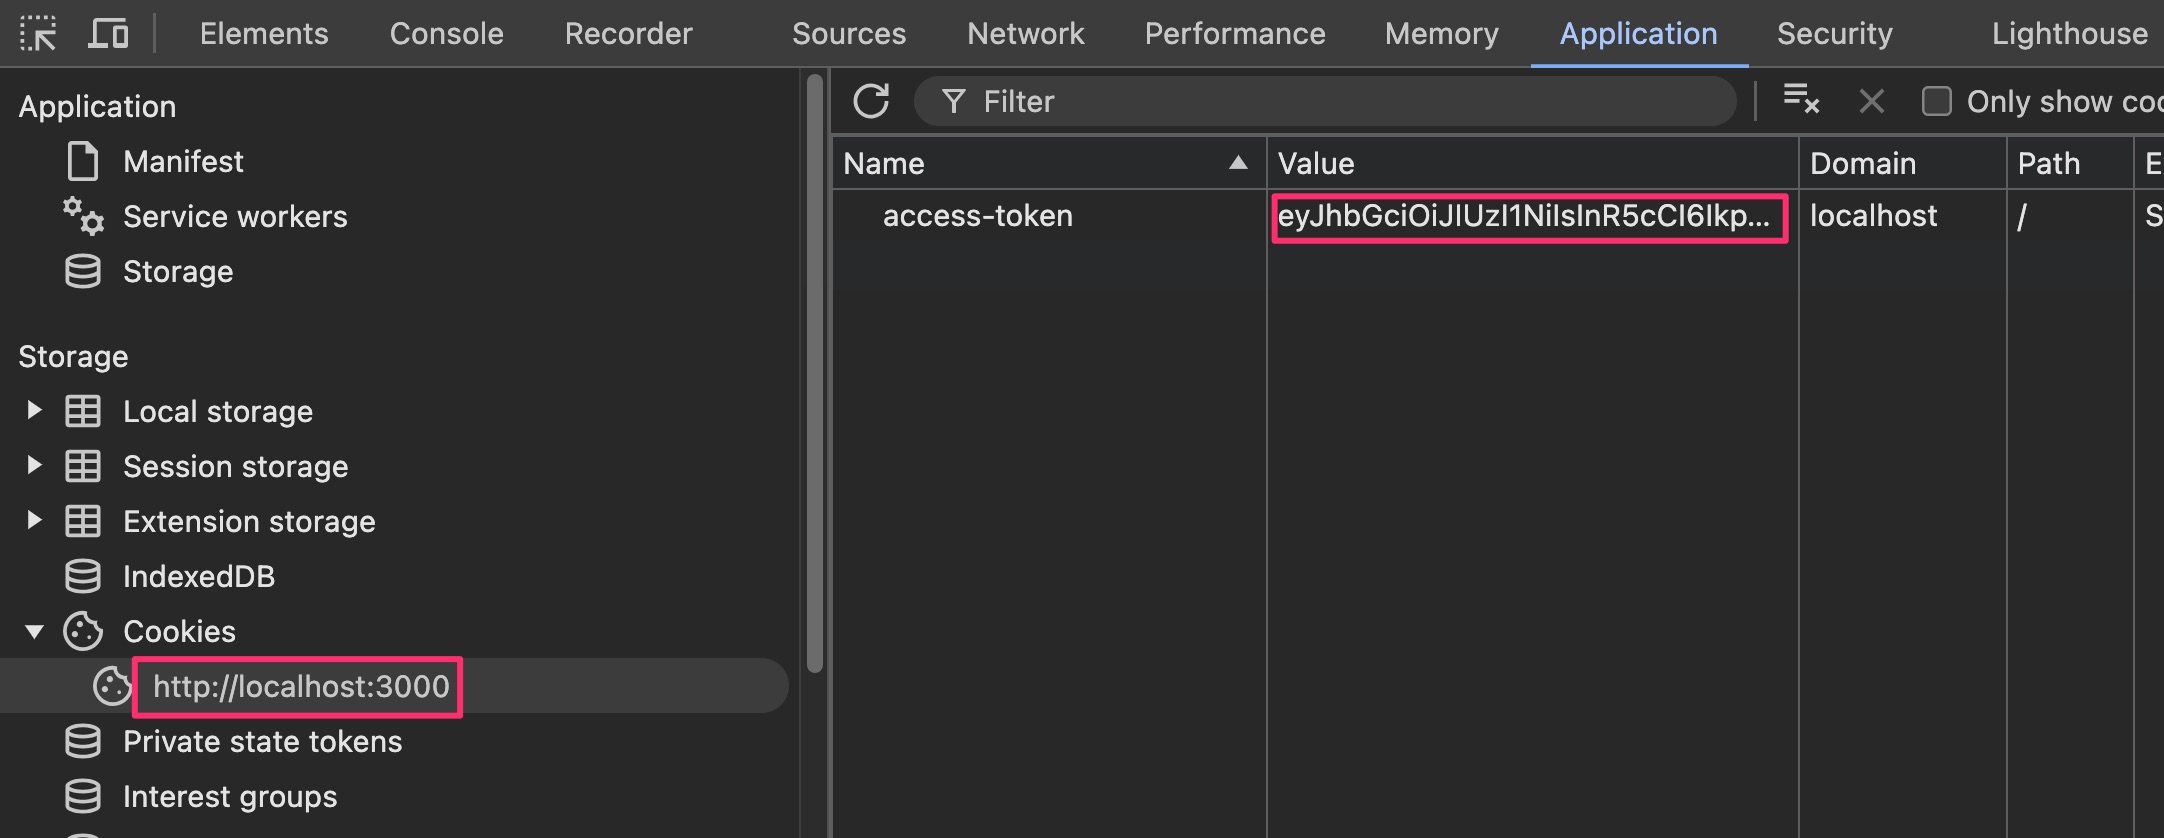 Elements Console Recorder Sources Network Performance Memory Application Security Lighthouse
Application
Manifest
Service workers
Storage
Storage
Local storage
Session storage
Extension storage
IndexedDB
Cookies
http://localhost:3000
Private state tokens
Interest groups
Filter
Only show coo
Name Value Domain Path E
access-token eyJhbGciOiJIUzI1NiIsInR5cCI6Ikp... localhost / S